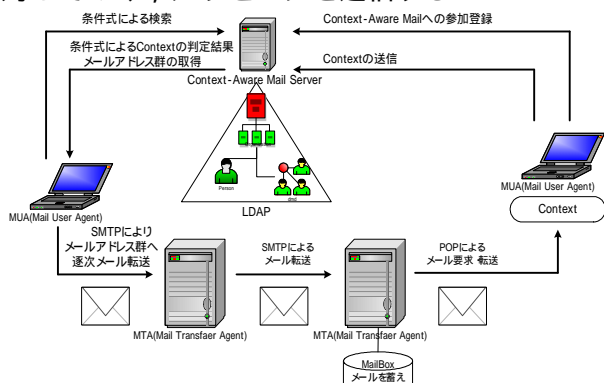 条件式による検索
Context-Aware Mailへの参加登録
条件式によるContextの判定結果
メールアドレス群の取得
Contextの送信
Context-Aware Mail Server
Person
dmd
LDAP
MUA(Mail User Agent)
MUA(Mail User Agent)
Context
SMTPにより
メールアドレス群へ
逐次メール転送
SMTPによる
メール転送
POPによる
メール要求・転送
MTA(Mail Transfaer Agent)
MTA(Mail Transfaer Agent)
MailBox
メールを蓄え